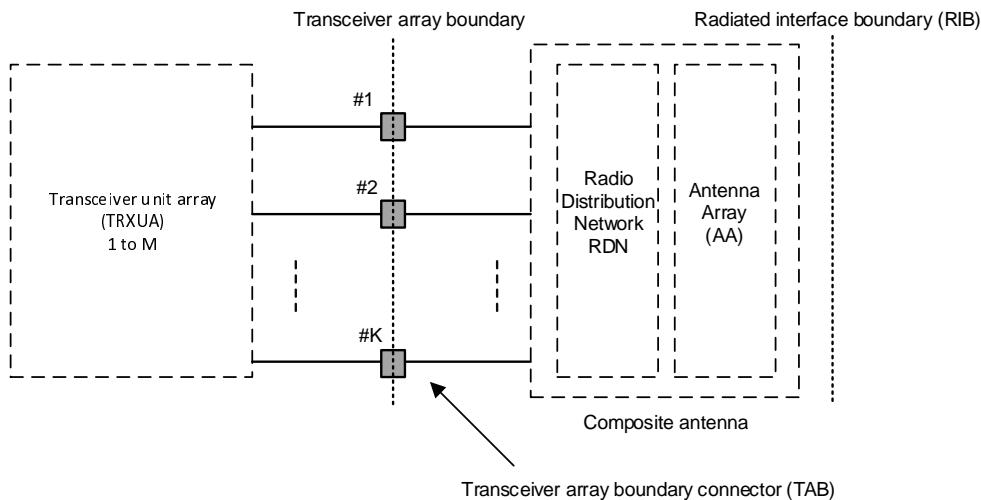 Transceiver array boundary
Radiated interface boundary (RIB)
#1
#2
#K
Transceiver unit array
(TRXUA)
1 to M
Radio
Distribution
Network
RDN
Antenna
Array
(AA)
Composite antenna
Transceiver array boundary connector (TAB)